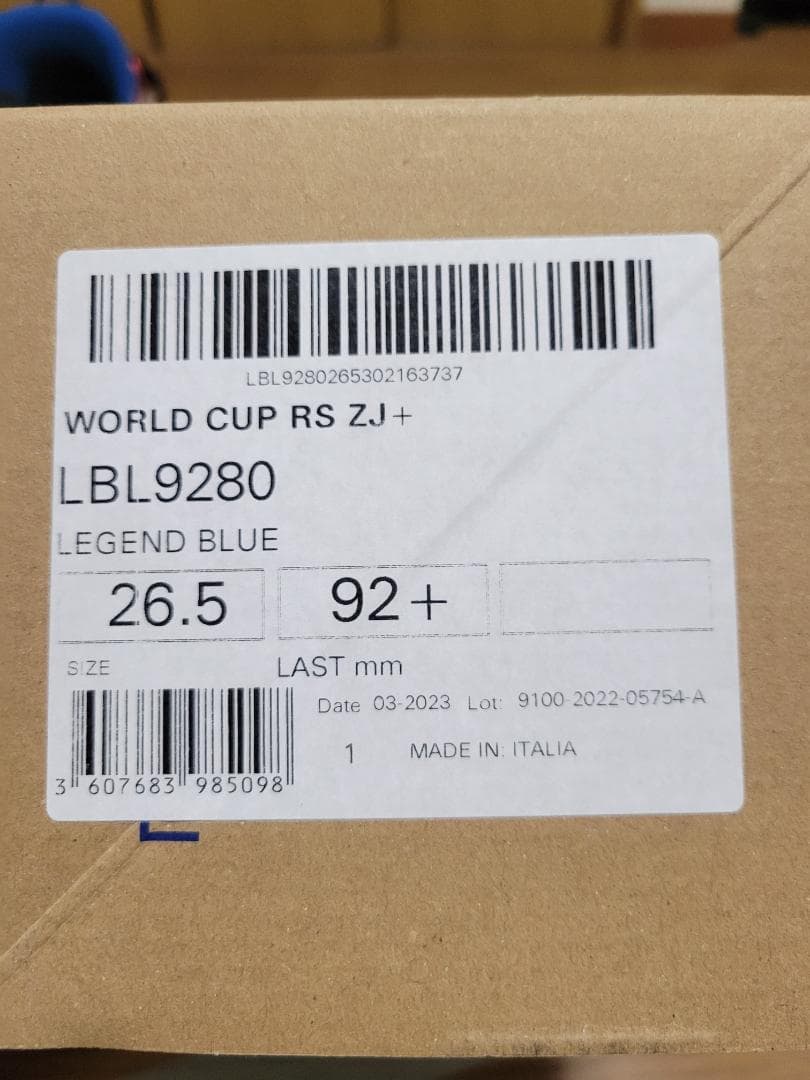 LBL9280265302163737
WORLD CUP RS ZJ+
LBL9280
LEGEND BLUE
26.5 92+
SIZE LAST mm
Date 03-2023 Lot: 9100-2022-05754-A
1 MADE IN: ITALIA
3 607683 985098